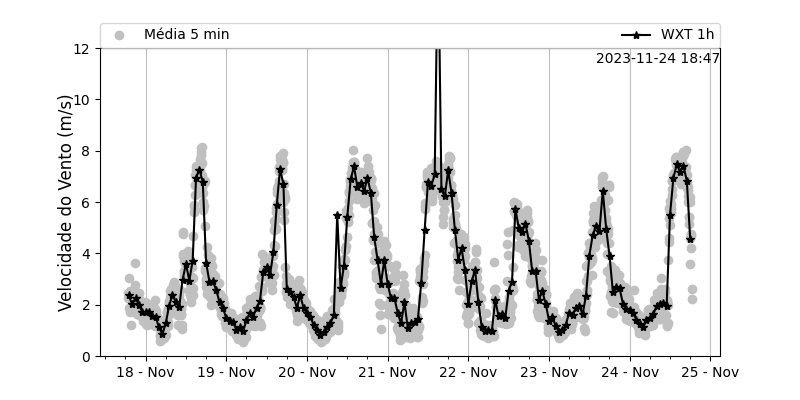 Média 5 min
WXT 1h
2023-11-24 18:47
Velocidade do Vento (m/s)
12
10
8
6
4
2
0
18 - Nov
19 - Nov
20 - Nov
21 - Nov
22 - Nov
23 - Nov
24 - Nov
25 - Nov